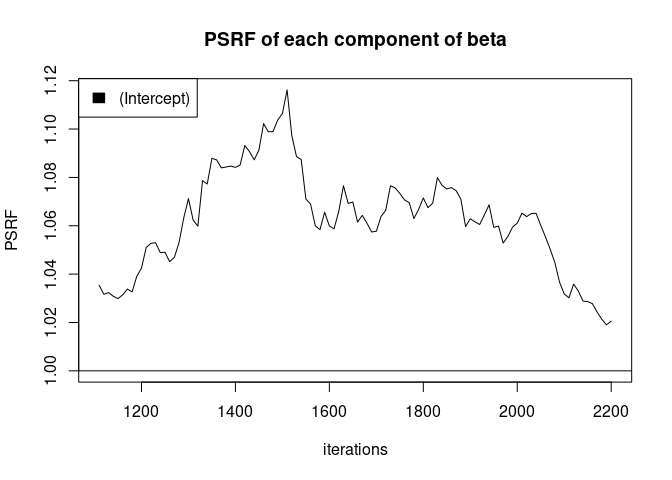 PSRF of each component of beta
(Intercept)
PSRF
1.12
1.10
1.08
1.06
1.04
1.02
1.00
1200 1400 1600 1800 2000 2200
iterations